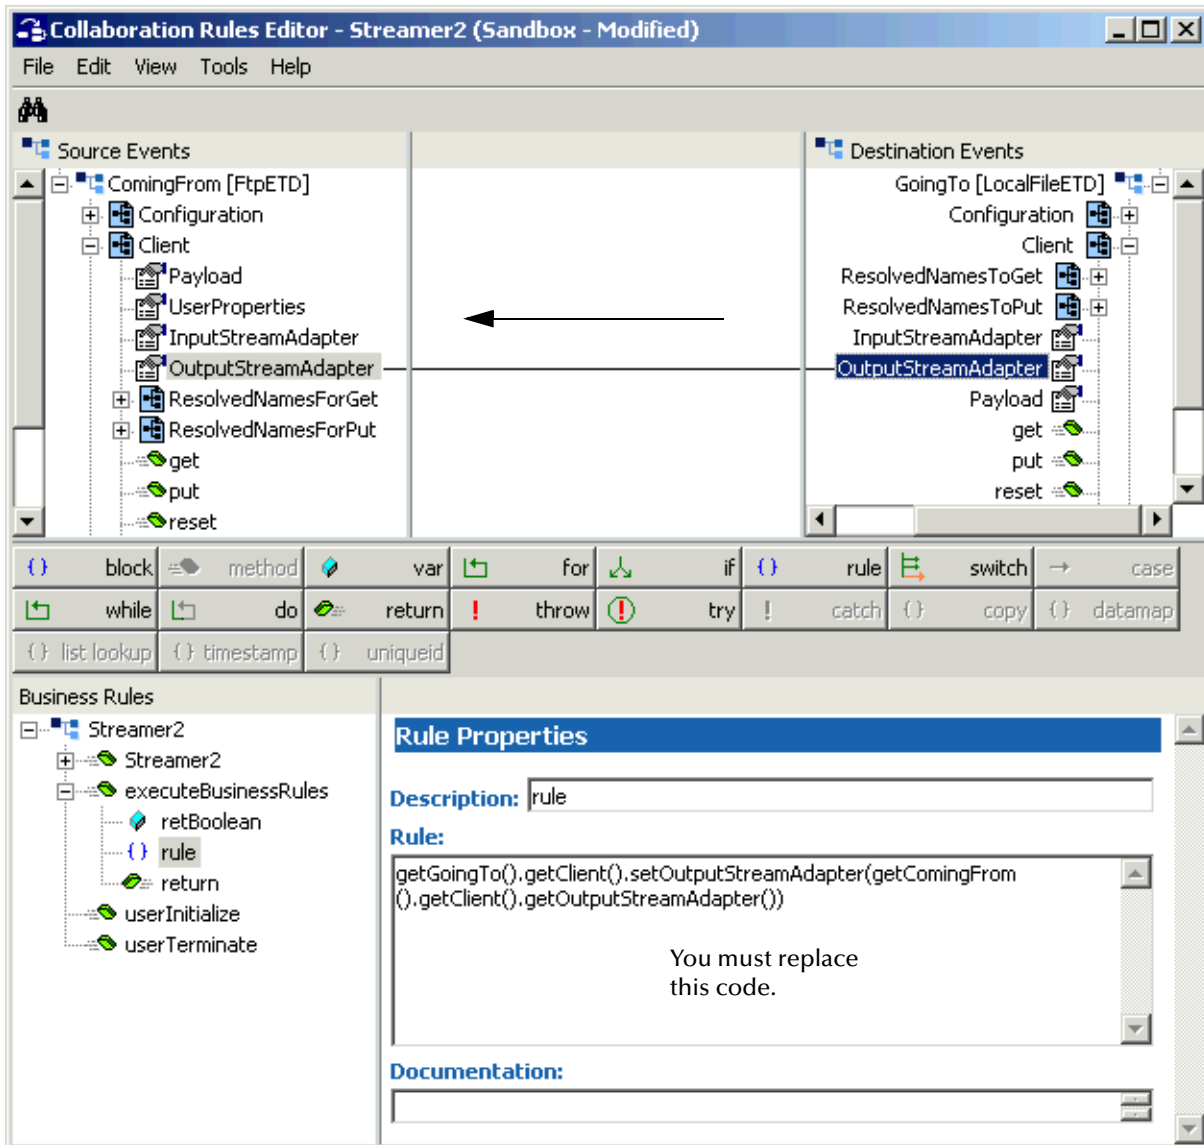 Collaboration Rules Editor - Streamer2 (Sandbox - Modified)
File Edit View Tools Help
Source Events
ComingFrom [FtpETD]
Configuration
Client
Payload
UserProperties
InputStreamAdapter
OutputStreamAdapter
ResolvedNamesForGet
ResolvedNamesForPut
get
put
reset
Destination Events
GoingTo [LocalFileETD]
Configuration
Client
ResolvedNamesToGet
ResolvedNamesToPut
InputStreamAdapter
OutputStreamAdapter
Payload
get
put
reset
block method var for if rule switch case
while do return throw try catch copy datamap
list lookup timestamp uniqueid
Business Rules
Streamer2
Streamer2
executeBusinessRules
retBoolean
rule
return
userInitialize
userTerminate
Rule Properties
Description: rule
Rule:
getGoingTo().getClient().setOutputStreamAdapter(getComingFrom
().getClient().getOutputStreamAdapter())
You must replace
this code.
Documentation: